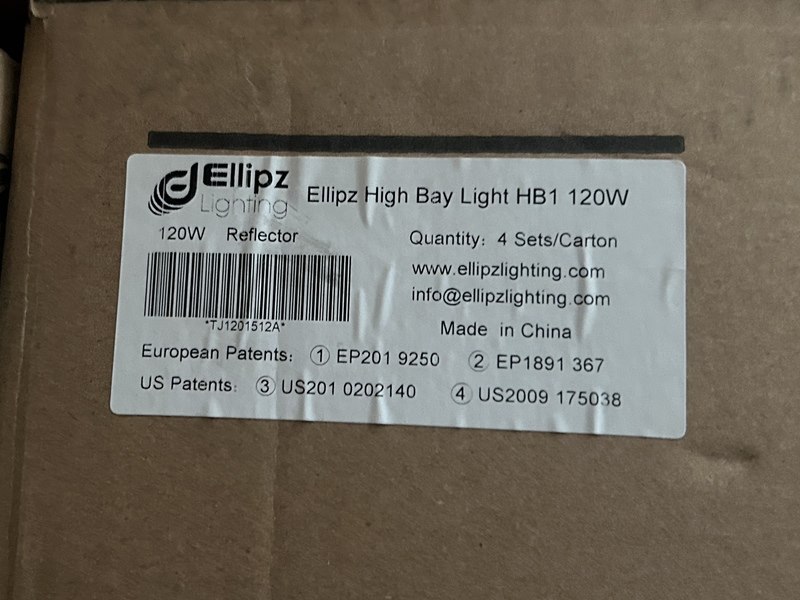 Ellipz
Lighting
Ellipz High Bay Light HB1 120W
120W Reflector
Quantity: 4 Sets/Carton
www.ellipzlighting.com
info@ellipzlighting.com
*TJ1201512A*
Made in China
European Patents: ① EP201 9250 ② EP1891 367
US Patents: ③ US201 0202140 ④ US2009 175038